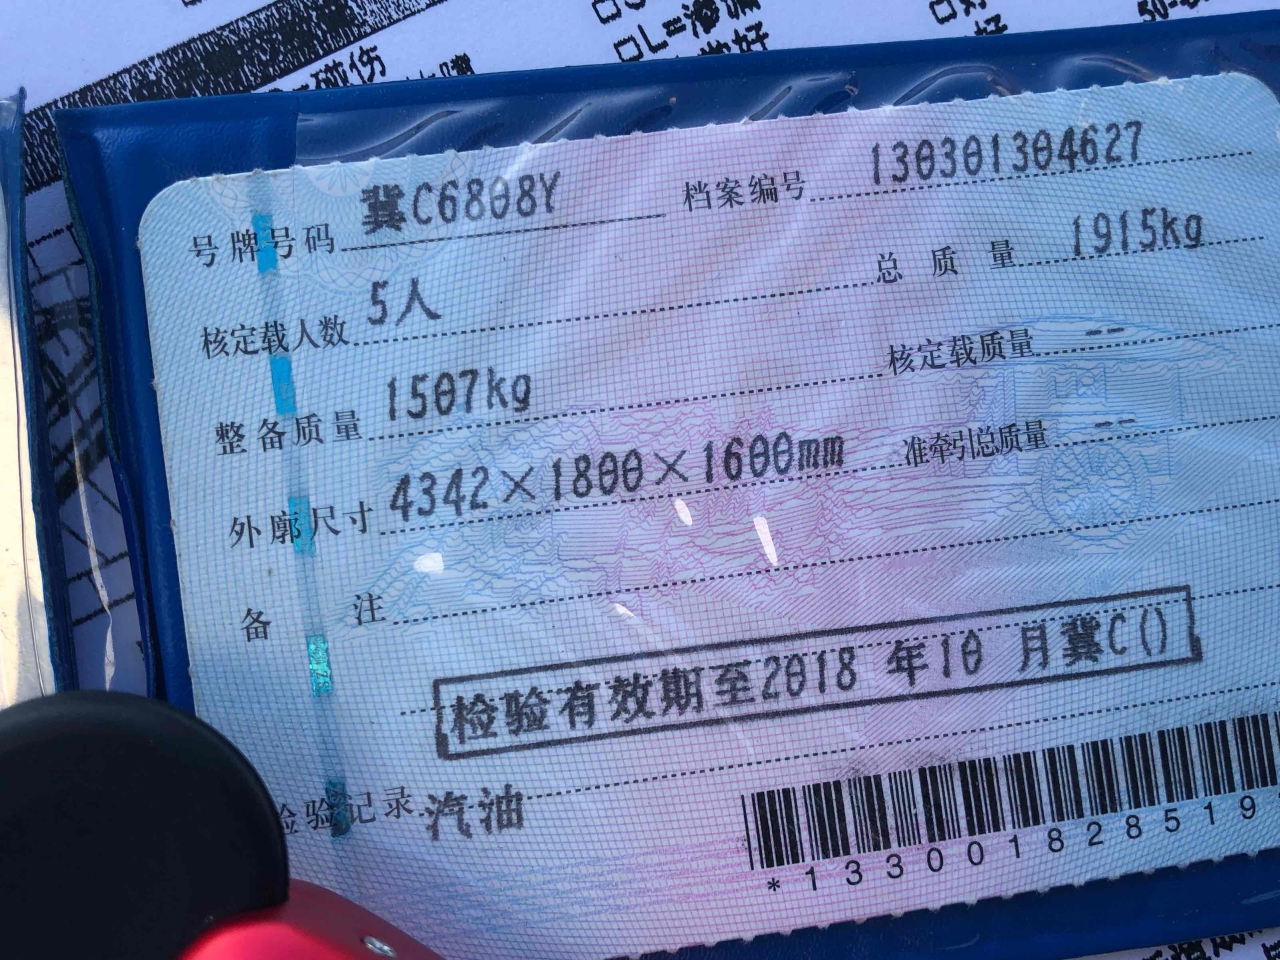 号牌号码 冀C6808Y 档案编号 130301304627
核定载人数 5人 总质量 1915kg
整备质量 1507kg 核定载质量 --
外廓尺寸 4342×1800×1600mm 准牵引总质量 --
备注
检验有效期至2018 年10 月冀C()
检验记录 汽油
*133001828519